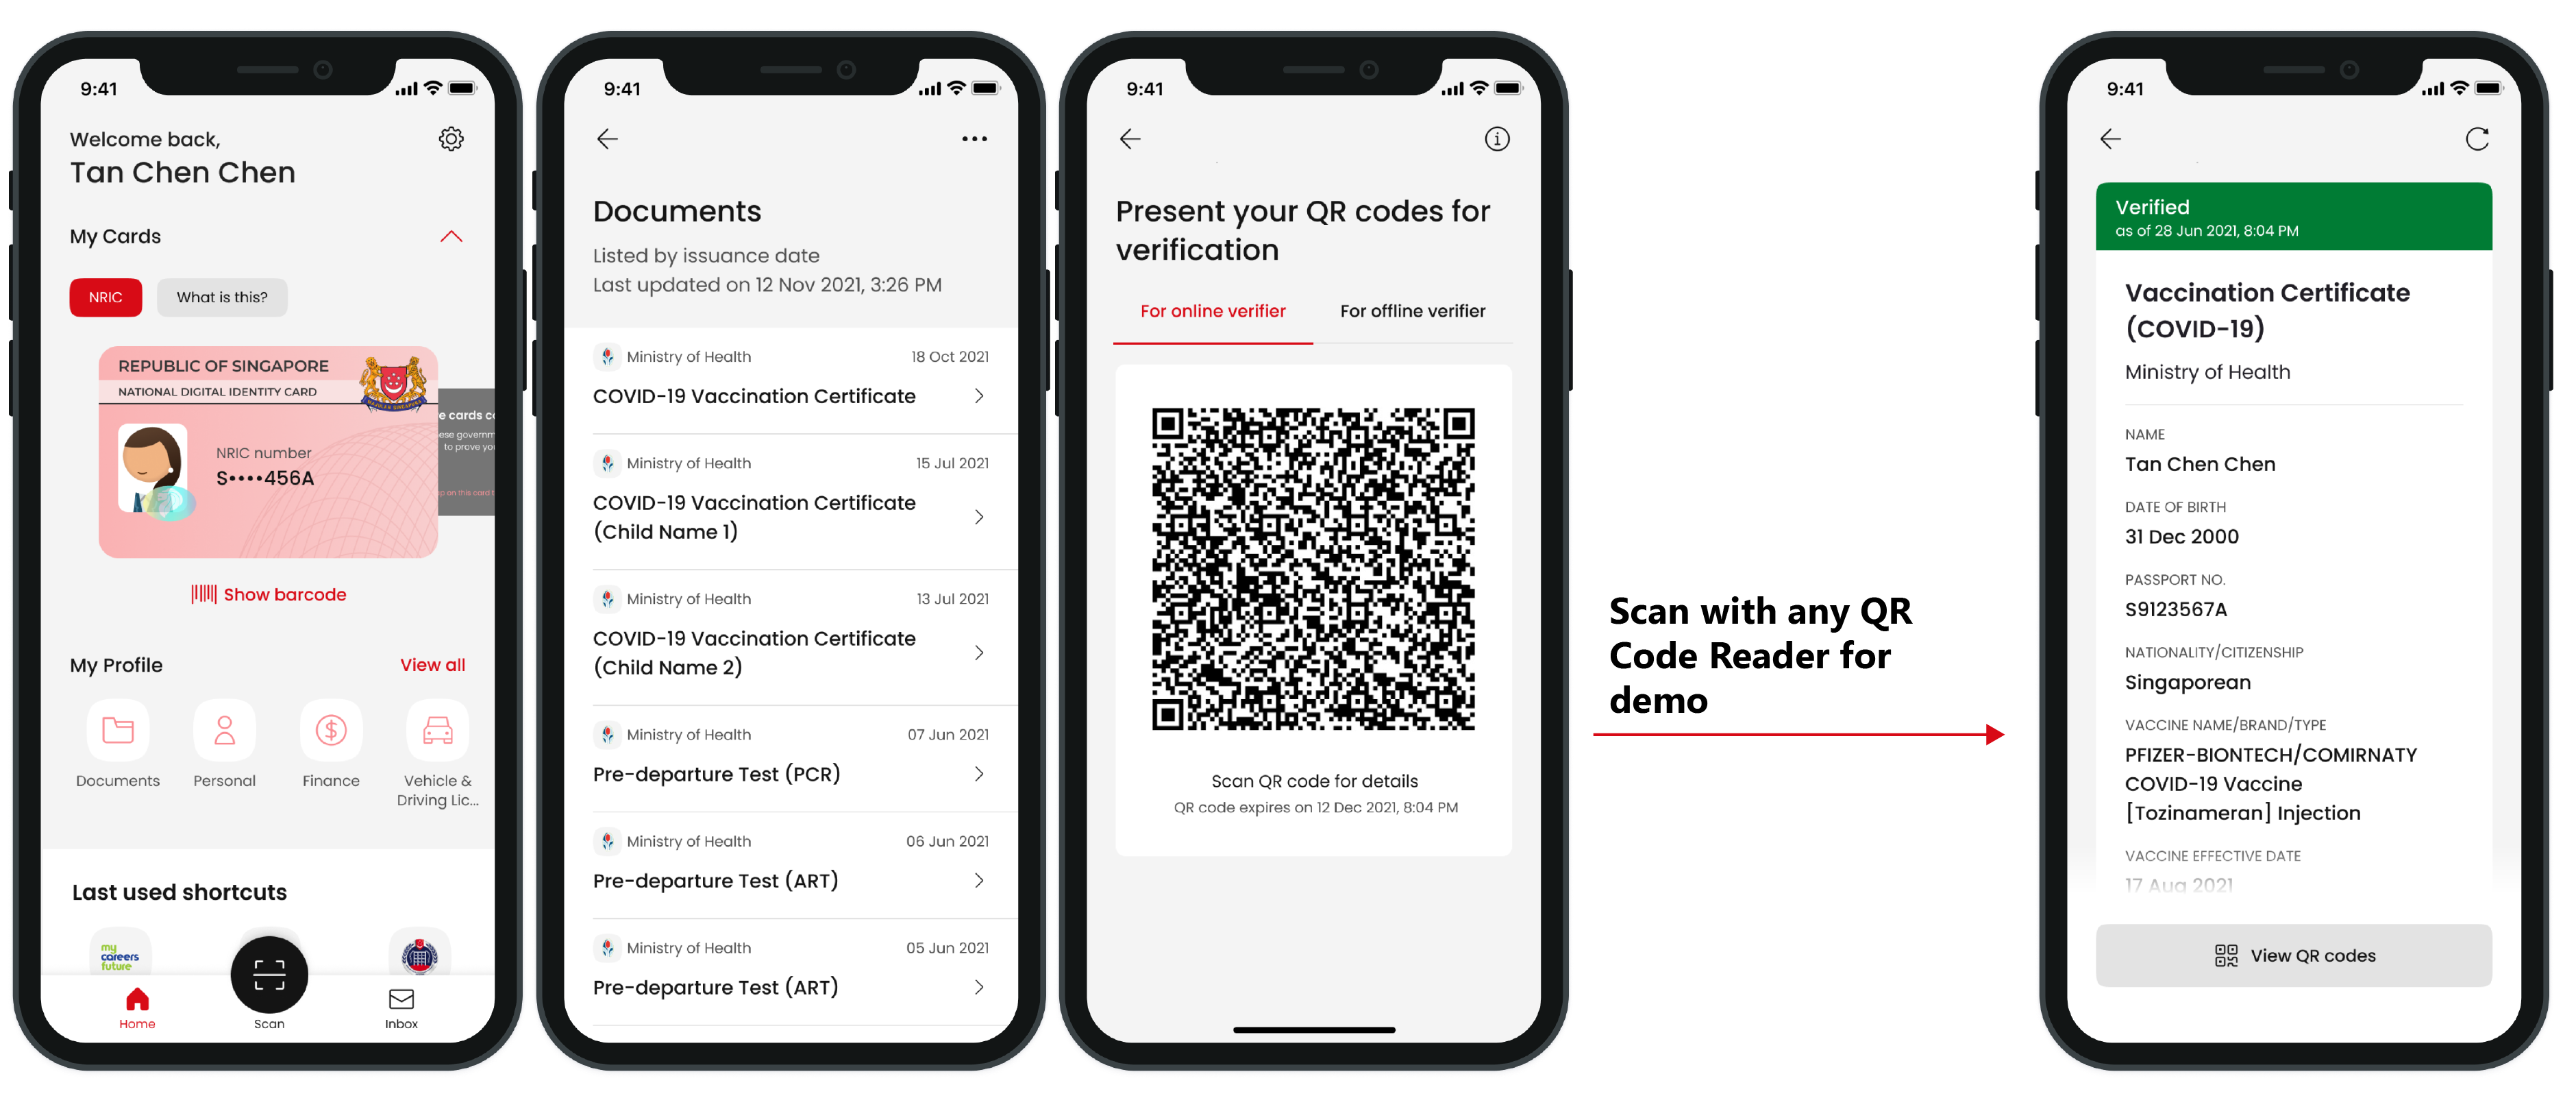 9:41
Welcome back,
Tan Chen Chen
My Cards
NRIC
What is this?
REPUBLIC OF SINGAPORE
NATIONAL DIGITAL IDENTITY CARD
NRIC number
S••••456A
e cards
ese governm
to prove yo
on this card
Show barcode
My Profile
View all
Documents
Personal
Finance
Vehicle &
Driving Lic...
Last used shortcuts
my
careers
future
Home
Scan
Inbox
9:41
Documents
Listed by issuance date
Last updated on 12 Nov 2021, 3:26 PM
Ministry of Health
18 Oct 2021
COVID-19 Vaccination Certificate
Ministry of Health
15 Jul 2021
COVID-19 Vaccination Certificate
(Child Name 1)
Ministry of Health
13 Jul 2021
COVID-19 Vaccination Certificate
(Child Name 2)
Ministry of Health
07 Jun 2021
Pre-departure Test (PCR)
Ministry of Health
06 Jun 2021
Pre-departure Test (ART)
Ministry of Health
05 Jun 2021
Pre-departure Test (ART)
9:41
Present your QR codes for
verification
For online verifier
For offline verifier
Scan QR code for details
QR code expires on 12 Dec 2021, 8:04 PM
Scan with any QR
Code Reader for
demo
9:41
Verified
as of 28 Jun 2021, 8:04 PM
Vaccination Certificate
(COVID-19)
Ministry of Health
NAME
Tan Chen Chen
DATE OF BIRTH
31 Dec 2000
PASSPORT NO.
S9123567A
NATIONALITY/CITIZENSHIP
Singaporean
VACCINE NAME/BRAND/TYPE
PFIZER-BIONTECH/COMIRNATY
COVID-19 Vaccine
[Tozinameran] Injection
VACCINE EFFECTIVE DATE
17 Aug 2021
View QR codes